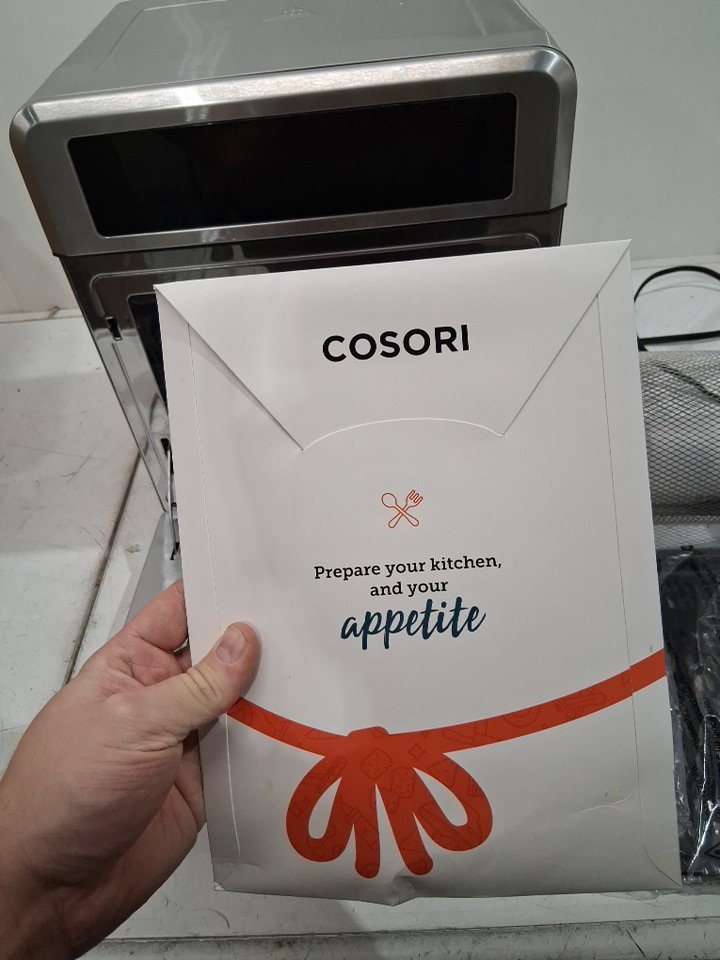 COSORI
Prepare your kitchen,
and your
appetite